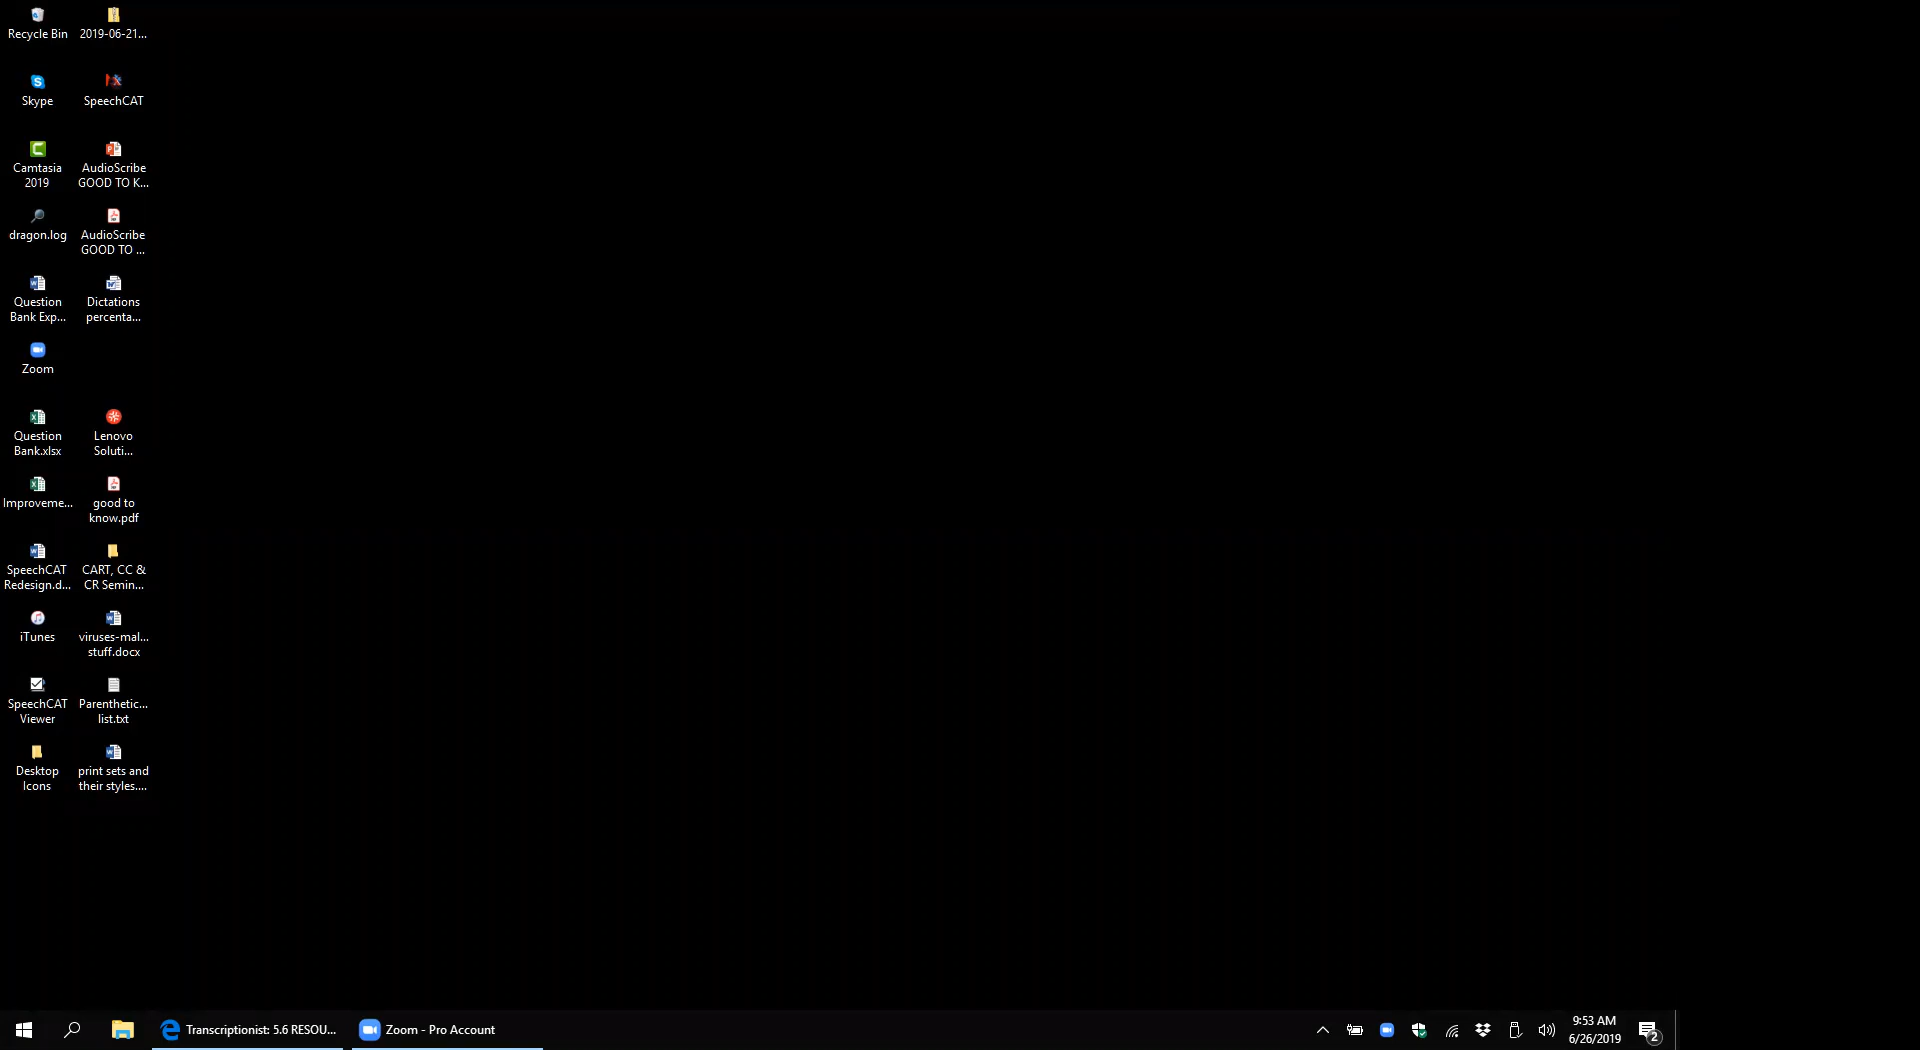 Recycle Bin
2019-06-21...
Skype
SpeechCAT
Camtasia
2019
AudioScribe
GOOD TO K...
dragon.log
AudioScribe
GOOD TO ...
Question
Bank Exp...
Dictations
percenta...
Zoom
Question
Bank.xlsx
Lenovo
Soluti...
Improveme...
good to
know.pdf
SpeechCAT
Redesign.d...
CART, CC &
CR Semin...
iTunes
viruses-mal...
stuff.docx
SpeechCAT
Viewer
Parenthetic...
list.txt
Desktop
Icons
print sets and
their styles....
Transcriptionist: 5.6 RESOU...
Zoom - Pro Account
9:53 AM
6/26/2019
2